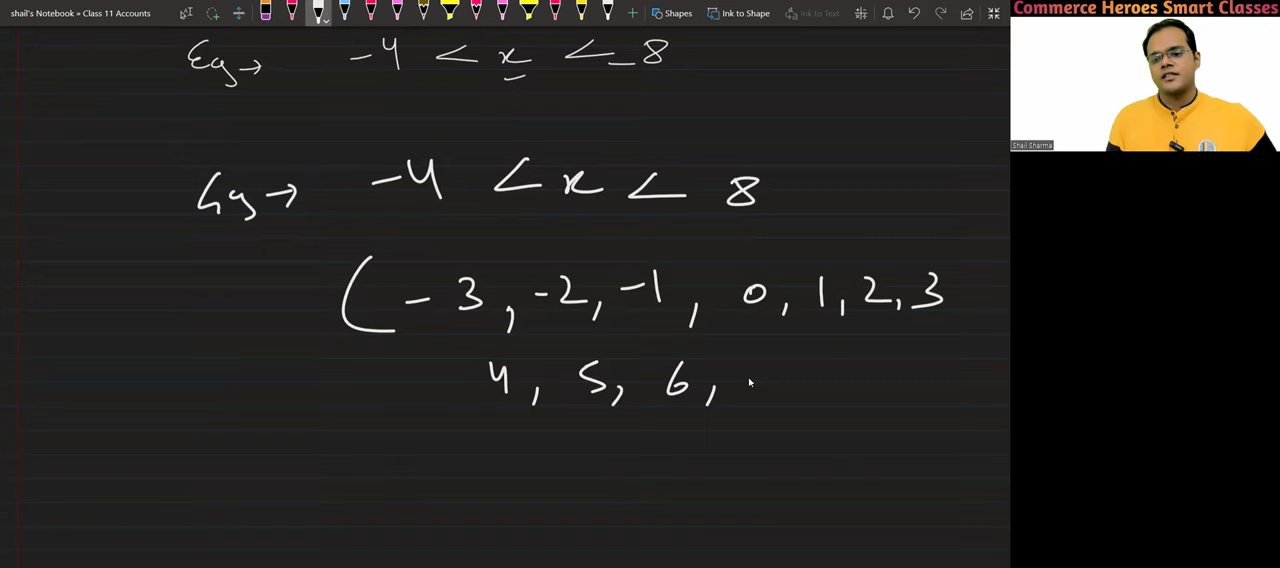 shail's Notebook » Class 11 Accounts
Shapes
Ink to Shape
Ink to Text
Commerce Heroes Smart Classes
Shail Sharma
Eg → -4 < x ≤ 8
Eg → -4 < x < 8
( -3, -2, -1, 0, 1, 2, 3
4, 5, 6,